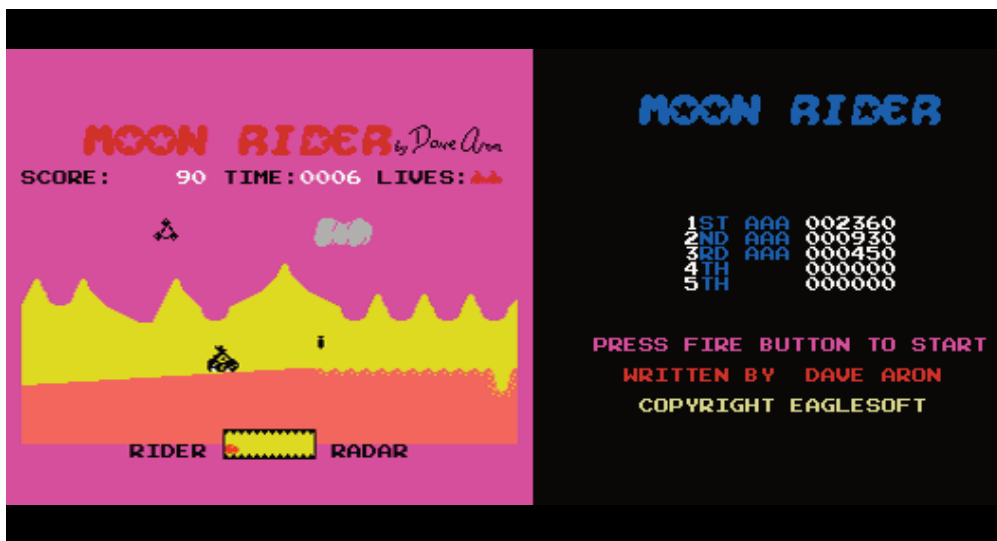 MOON RIDER by Dave Aron
SCORE: 90 TIME:0006 LIVES:
RIDER RADAR
MOON RIDER
1ST AAA 002360
2ND AAA 000930
3RD AAA 000450
4TH 000000
5TH 000000
PRESS FIRE BUTTON TO START
WRITTEN BY DAVE ARON
COPYRIGHT EAGLESOFT